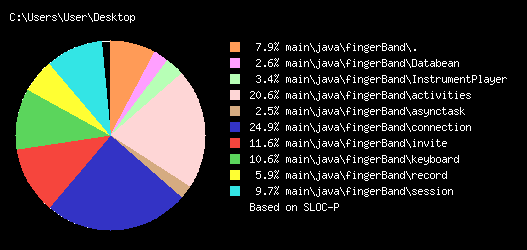 C:\Users\User\Desktop
7.9% main\java\fingerBand\.
2.6% main\java\fingerBand\Databean
3.4% main\java\fingerBand\InstrumentPlayer
20.6% main\java\fingerBand\activities
2.5% main\java\fingerBand\asynctask
24.9% main\java\fingerBand\connection
11.6% main\java\fingerBand\invite
10.6% main\java\fingerBand\keyboard
5.9% main\java\fingerBand\record
9.7% main\java\fingerBand\session
Based on SLOC-P